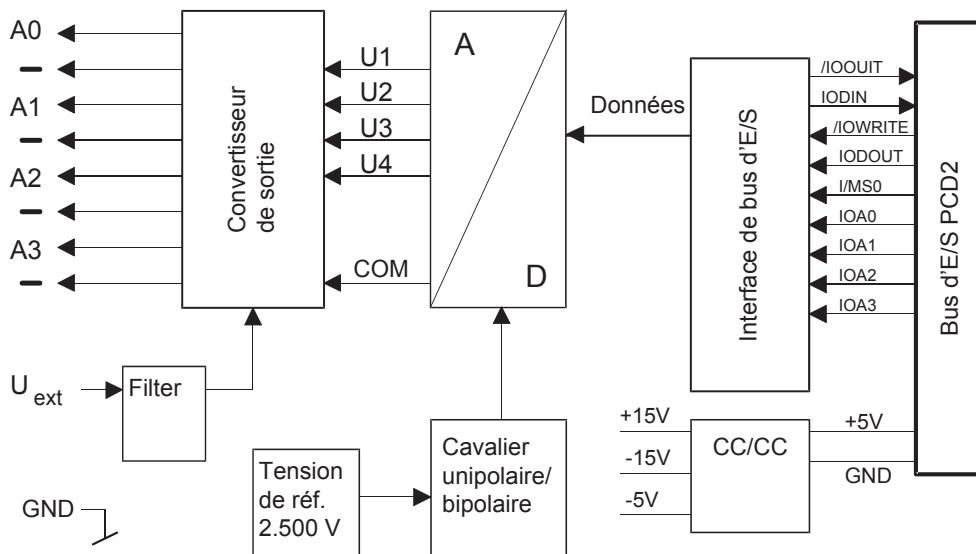 A0
–
A1
–
A2
–
A3
–
Convertisseur
de sortie
U1
U2
U3
U4
COM
A
D
Données
Interface de bus d'E/S
/IOOUIT
IODIN
/IOWRITE
IODOUT
I/MS0
IOA0
IOA1
IOA2
IOA3
Bus d'E/S PCD2
U ext
Filter
GND
Tension
de réf.
2.500 V
Cavalier
unipolaire/
bipolaire
+15V
-15V
-5V
CC/CC
+5V
GND